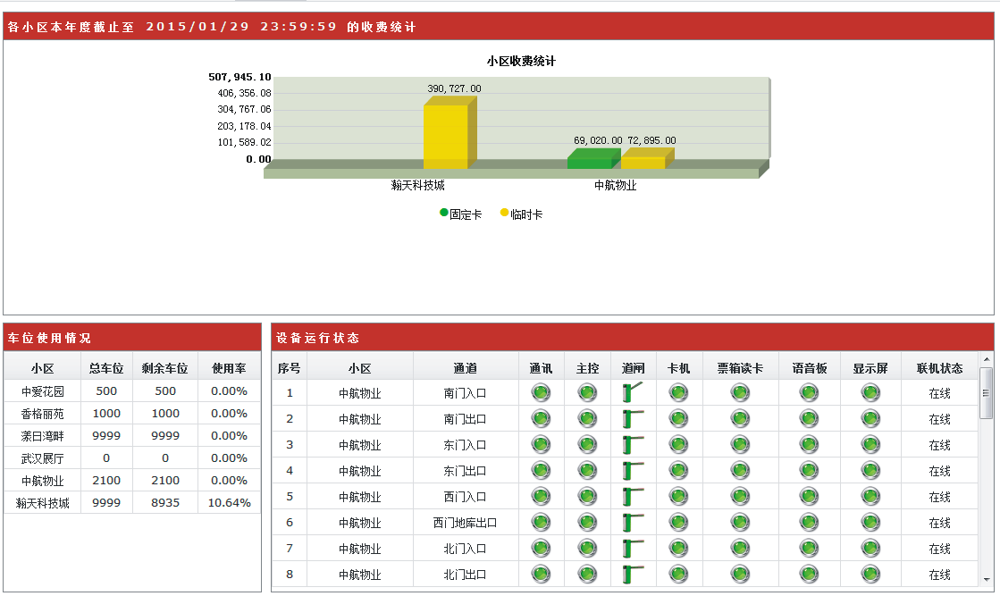 各小区本年度截止至 2015/01/29 23:59:59 的收费统计
小区收费统计
507,945.10
406,356.08
304,767.06
203,178.04
101,589.02
0.00
390,727.00
69,020.00 72,895.00
瀚天科技城 中航物业
固定卡 临时卡
车位使用情况
小区 总车位 剩余车位 使用率
中爱花园 500 500 0.00%
香格丽苑 1000 1000 0.00%
漾日湾畔 9999 9999 0.00%
武汉展厅 0 0 0.00%
中航物业 2100 2100 0.00%
瀚天科技城 9999 8935 10.64%
设备运行状态
序号 小区 通道 通讯 主控 道闸 卡机 票箱读卡 语音板 显示屏 联机状态
1 中航物业 南门入口 在线
2 中航物业 南门出口 在线
3 中航物业 东门入口 在线
4 中航物业 东门出口 在线
5 中航物业 西门入口 在线
6 中航物业 西门地库出口 在线
7 中航物业 北门入口 在线
8 中航物业 北门出口 在线